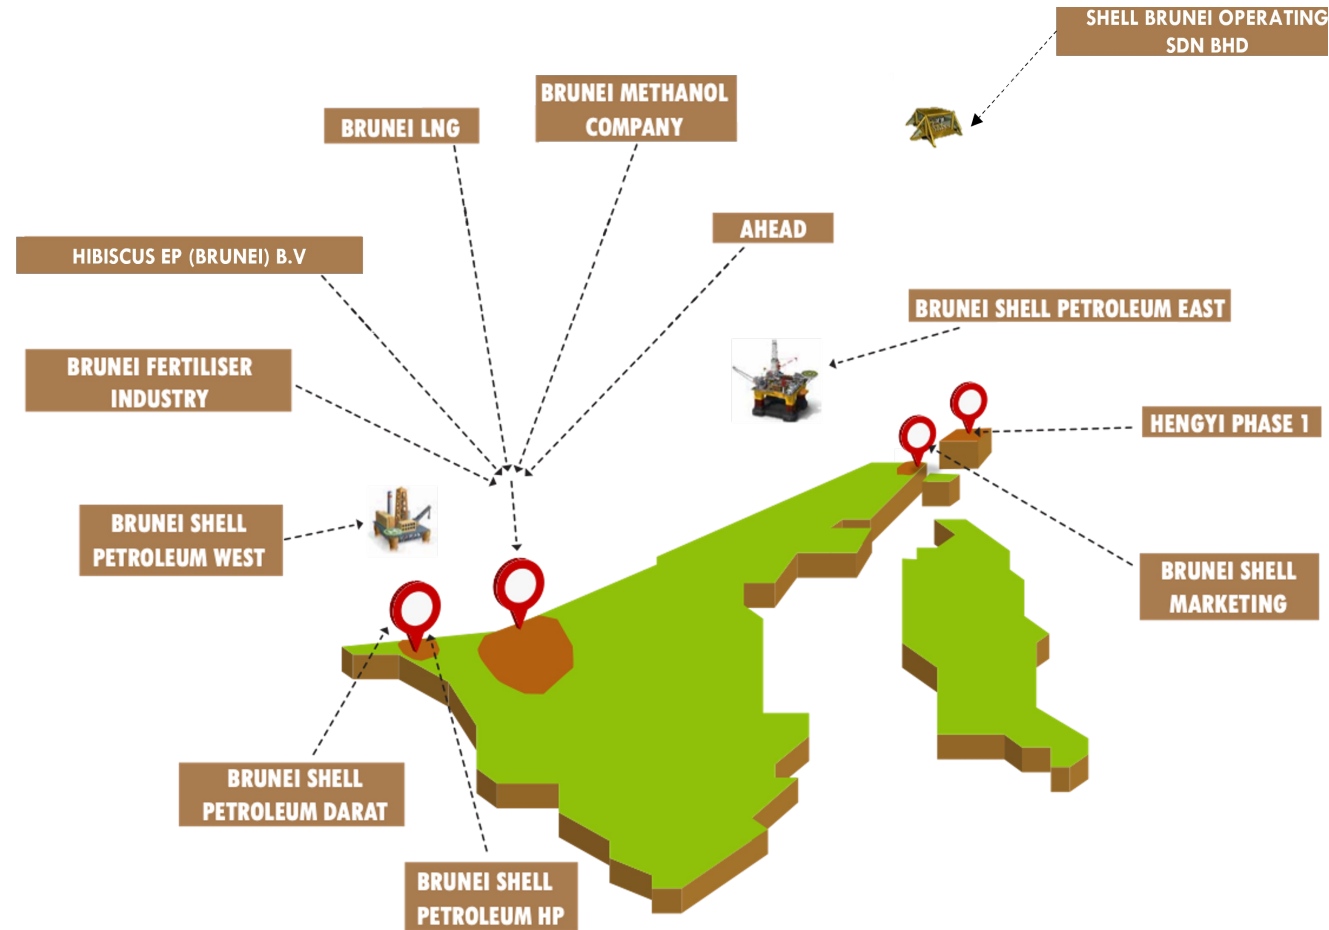 SHELL BRUNEI OPERATING
SDN BHD
BRUNEI METHANOL
COMPANY
BRUNEI LNG
AHEAD
HIBISCUS EP (BRUNEI) B.V
BRUNEI SHELL PETROLEUM EAST
BRUNEI FERTILISER
INDUSTRY
HENGYI PHASE 1
BRUNEI SHELL
PETROLEUM WEST
BRUNEI SHELL
MARKETING
BRUNEI SHELL
PETROLEUM DARAT
BRUNEI SHELL
PETROLEUM HP